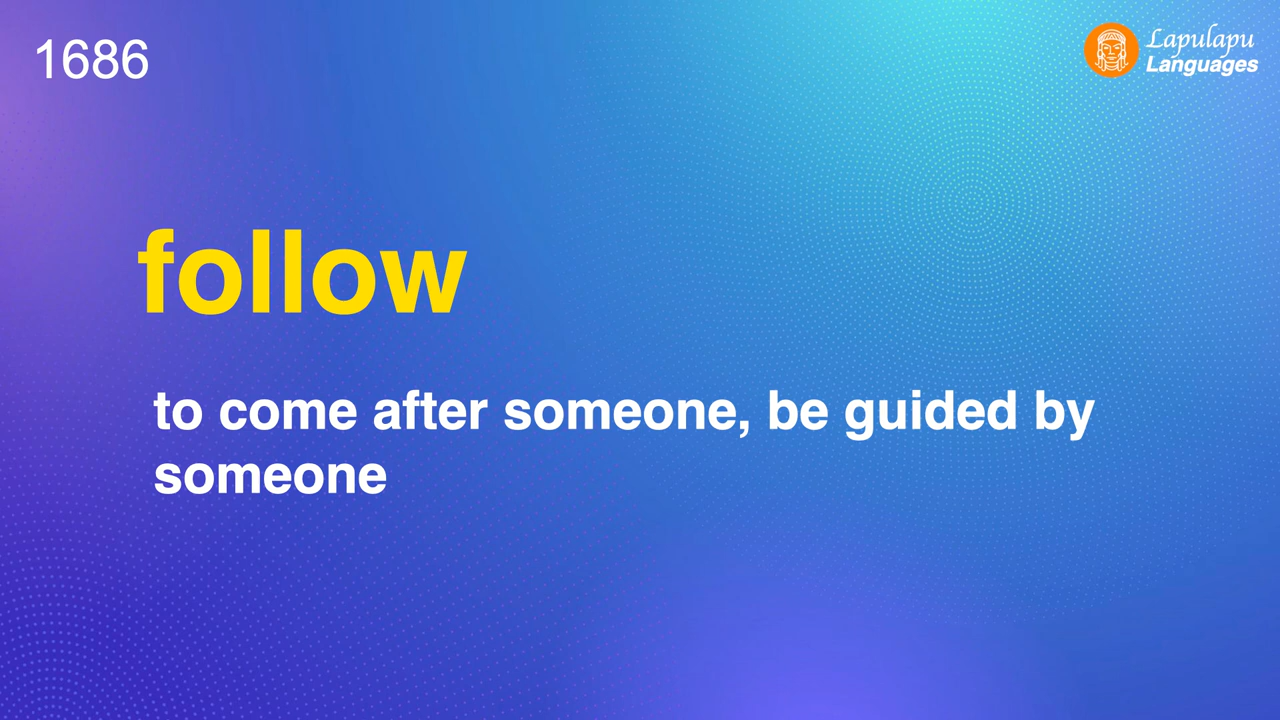 1686
Lapulapu
Languages
follow
to come after someone, be guided by
someone